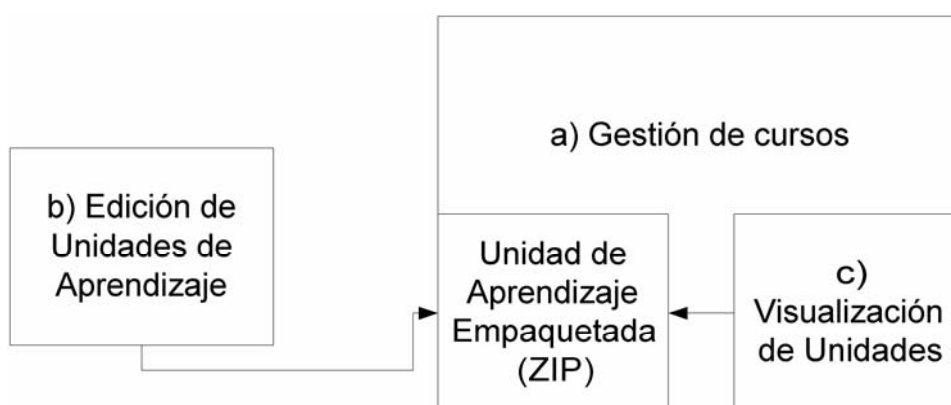 a) Gestión de cursos
b) Edición de
Unidades de
Aprendizaje
Unidad de
Aprendizaje
Empaquetada
(ZIP)
c)
Visualización
de Unidades